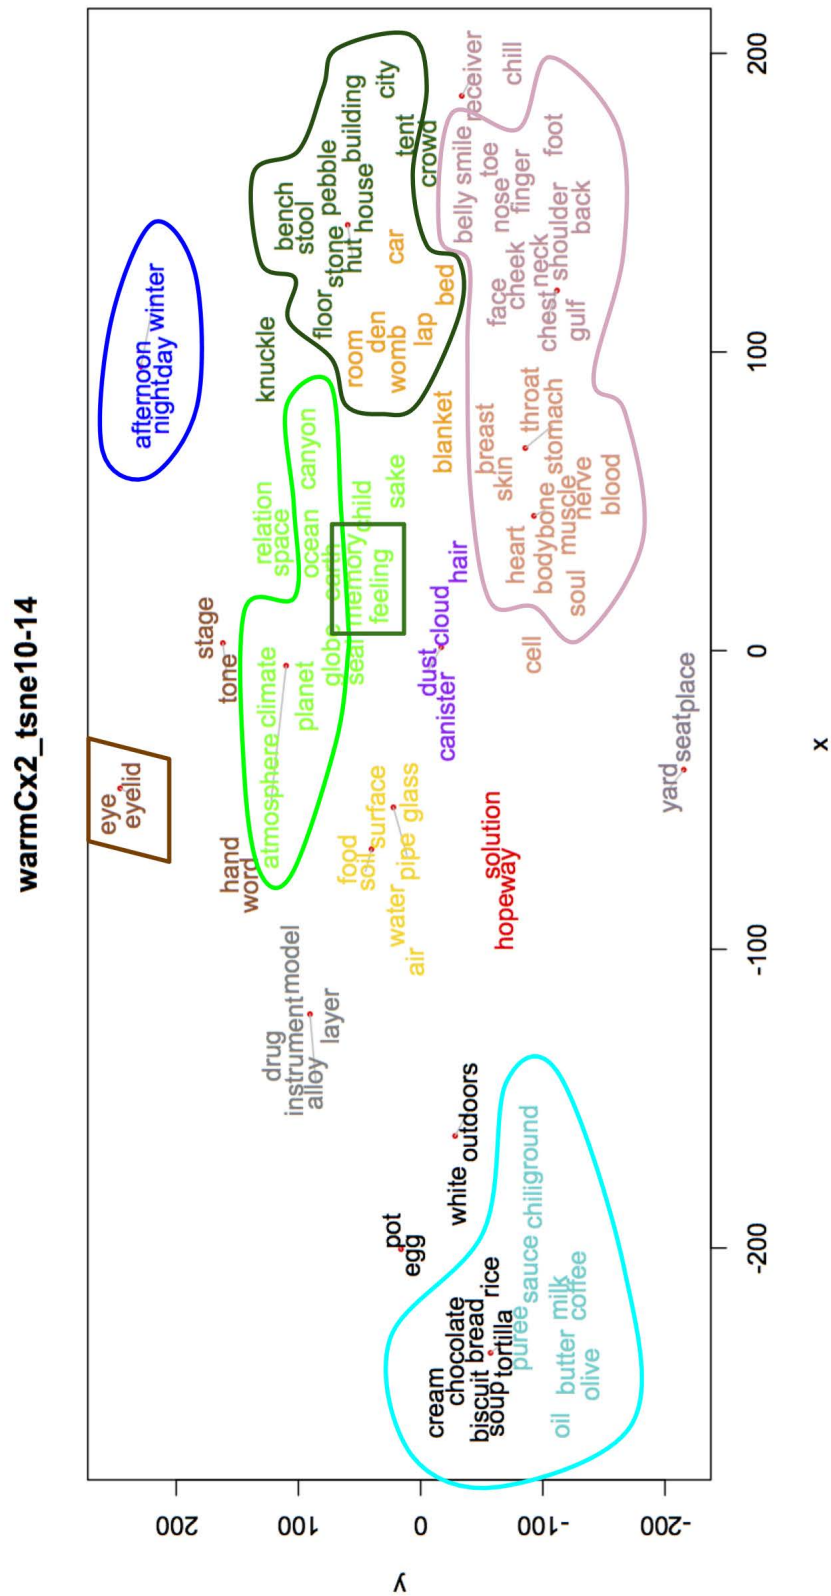 warmCx2_tsne10-14
eye
eyelid
stage
tone
hand
word
afternoon
night day winter
relation
space
ocean canyon
earth
atmosphere climate
planet
globe
sear memory child
feeling
sake
knuckle
bench
stool
floor stone pebble
hut house building
city
tent
crowd
car
room
den
womb lap bed
blanket
drug
instrument model
alloy layer
food
soil surface
water pipe glass
air
dust cloud hair
canister
solution
hope way
belly smile receiver
toe chill
nose finger
face cheek neck shoulder foot
chest back
gulf
breast
skin throat
heart
body bone stomach
muscle
nerve
soul blood
cell
yard seat place
pot
egg
white outdoors
cream
chocolate
biscuit bread rice
soup tortilla
puree sauce chili ground
butter milk
coffee
oil olive
200
100
0
-100
-200
y
-200
-100
0
100
200
x